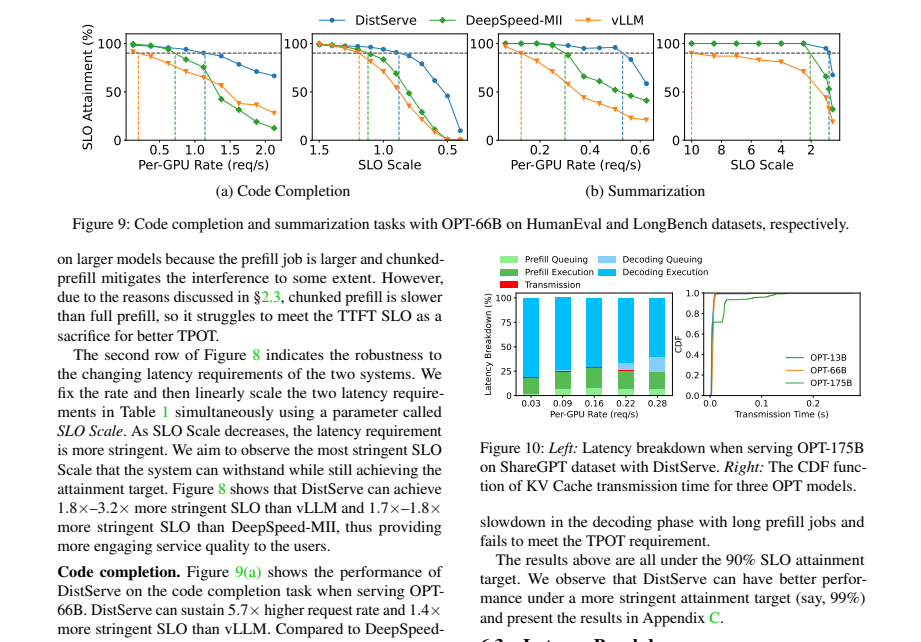 DistServe DeepSpeed-MII vLLM
SLO Attainment (%)
100
50
0
0.5 1.0 1.5 2.0
Per-GPU Rate (req/s)
100
50
0
1.5 1.0 0.5
SLO Scale
100
50
0
0.2 0.4 0.6
Per-GPU Rate (req/s)
100
50
0
10 8 6 4 2
SLO Scale
(a) Code Completion
(b) Summarization
Figure 9: Code completion and summarization tasks with OPT-66B on HumanEval and LongBench datasets, respectively.
on larger models because the prefill job is larger and chunked-
prefill mitigates the interference to some extent. However,
due to the reasons discussed in §2.3, chunked prefill is slower
than full prefill, so it struggles to meet the TTFT SLO as a
sacrifice for better TPOT.
The second row of Figure 8 indicates the robustness to
the changing latency requirements of the two systems. We
fix the rate and then linearly scale the two latency require-
ments in Table 1 simultaneously using a parameter called
SLO Scale. As SLO Scale decreases, the latency requirement
is more stringent. We aim to observe the most stringent SLO
Scale that the system can withstand while still achieving the
attainment target. Figure 8 shows that DistServe can achieve
1.8×–3.2× more stringent SLO than vLLM and 1.7×–1.8×
more stringent SLO than DeepSpeed-MII, thus providing
more engaging service quality to the users.
Code completion. Figure 9(a) shows the performance of
DistServe on the code completion task when serving OPT-
66B. DistServe can sustain 5.7× higher request rate and 1.4×
more stringent SLO than vLLM. Compared to DeepSpeed-
Prefill Queuing
Prefill Execution
Transmission
Decoding Queuing
Decoding Execution
Latency Breakdown (%)
100
75
50
25
0
0.03 0.09 0.16 0.22 0.28
Per-GPU Rate (req/s)
CDF
1.0
0.8
0.6
0.4
0.2
0.0
OPT-13B
OPT-66B
OPT-175B
0.0 0.2
Transmission Time (s)
Figure 10: Left: Latency breakdown when serving OPT-175B
on ShareGPT dataset with DistServe. Right: The CDF func-
tion of KV Cache transmission time for three OPT models.
slowdown in the decoding phase with long prefill jobs and
fails to meet the TPOT requirement.
The results above are all under the 90% SLO attainment
target. We observe that DistServe can have better perfor-
mance under a more stringent attainment target (say, 99%)
and present the results in Appendix C.